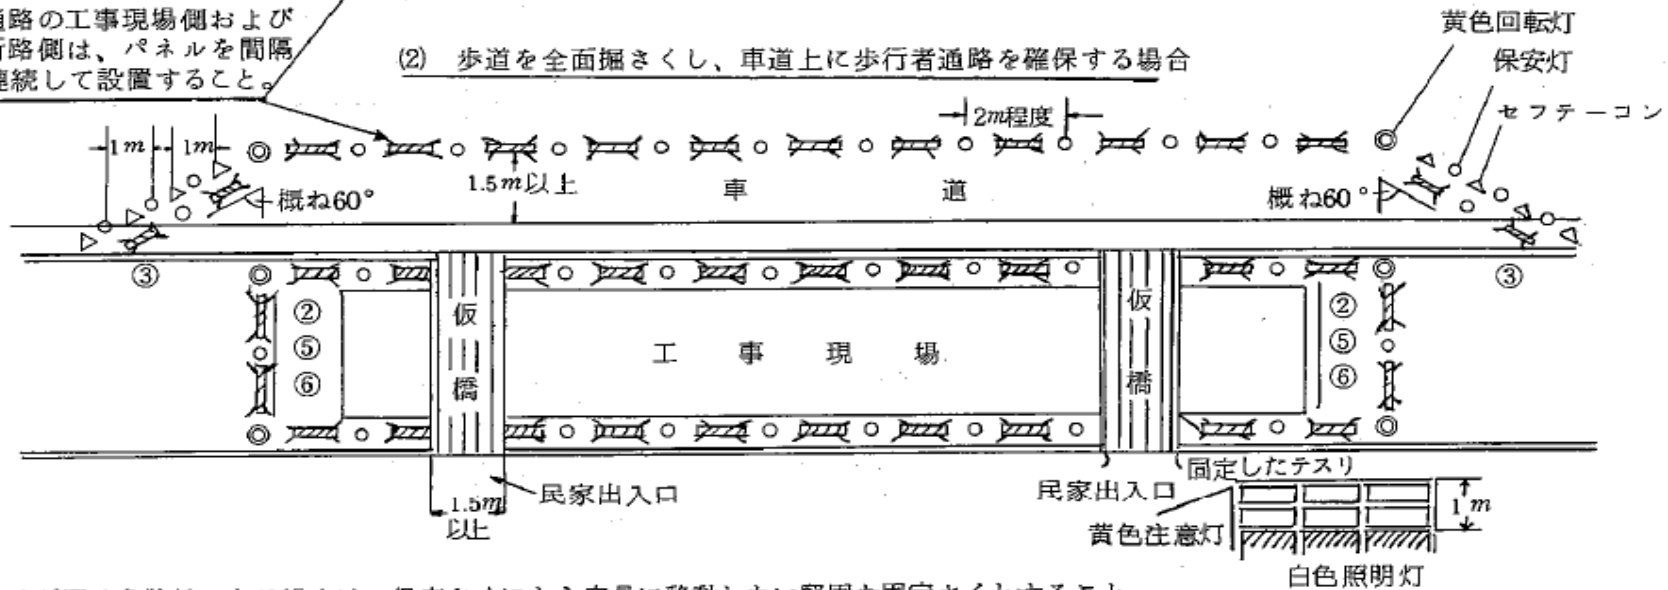 路の工事現場側および
路側は、パネルを間隔
続して設置すること。
(2) 歩道を全面掘さくし、車道上に歩行者通路を確保する場合
黄色回転灯
保安灯
セフテーコン
2m程度
1m
1m
1.5m以上
車道
概ね60°
概ね60°
③
③
②
⑤
⑥
仮橋
工事現場
仮橋
②
⑤
⑥
1.5m
以上
民家出入口
民家出入口
固定したテスリ
黄色注意灯
1m
白色照明灯